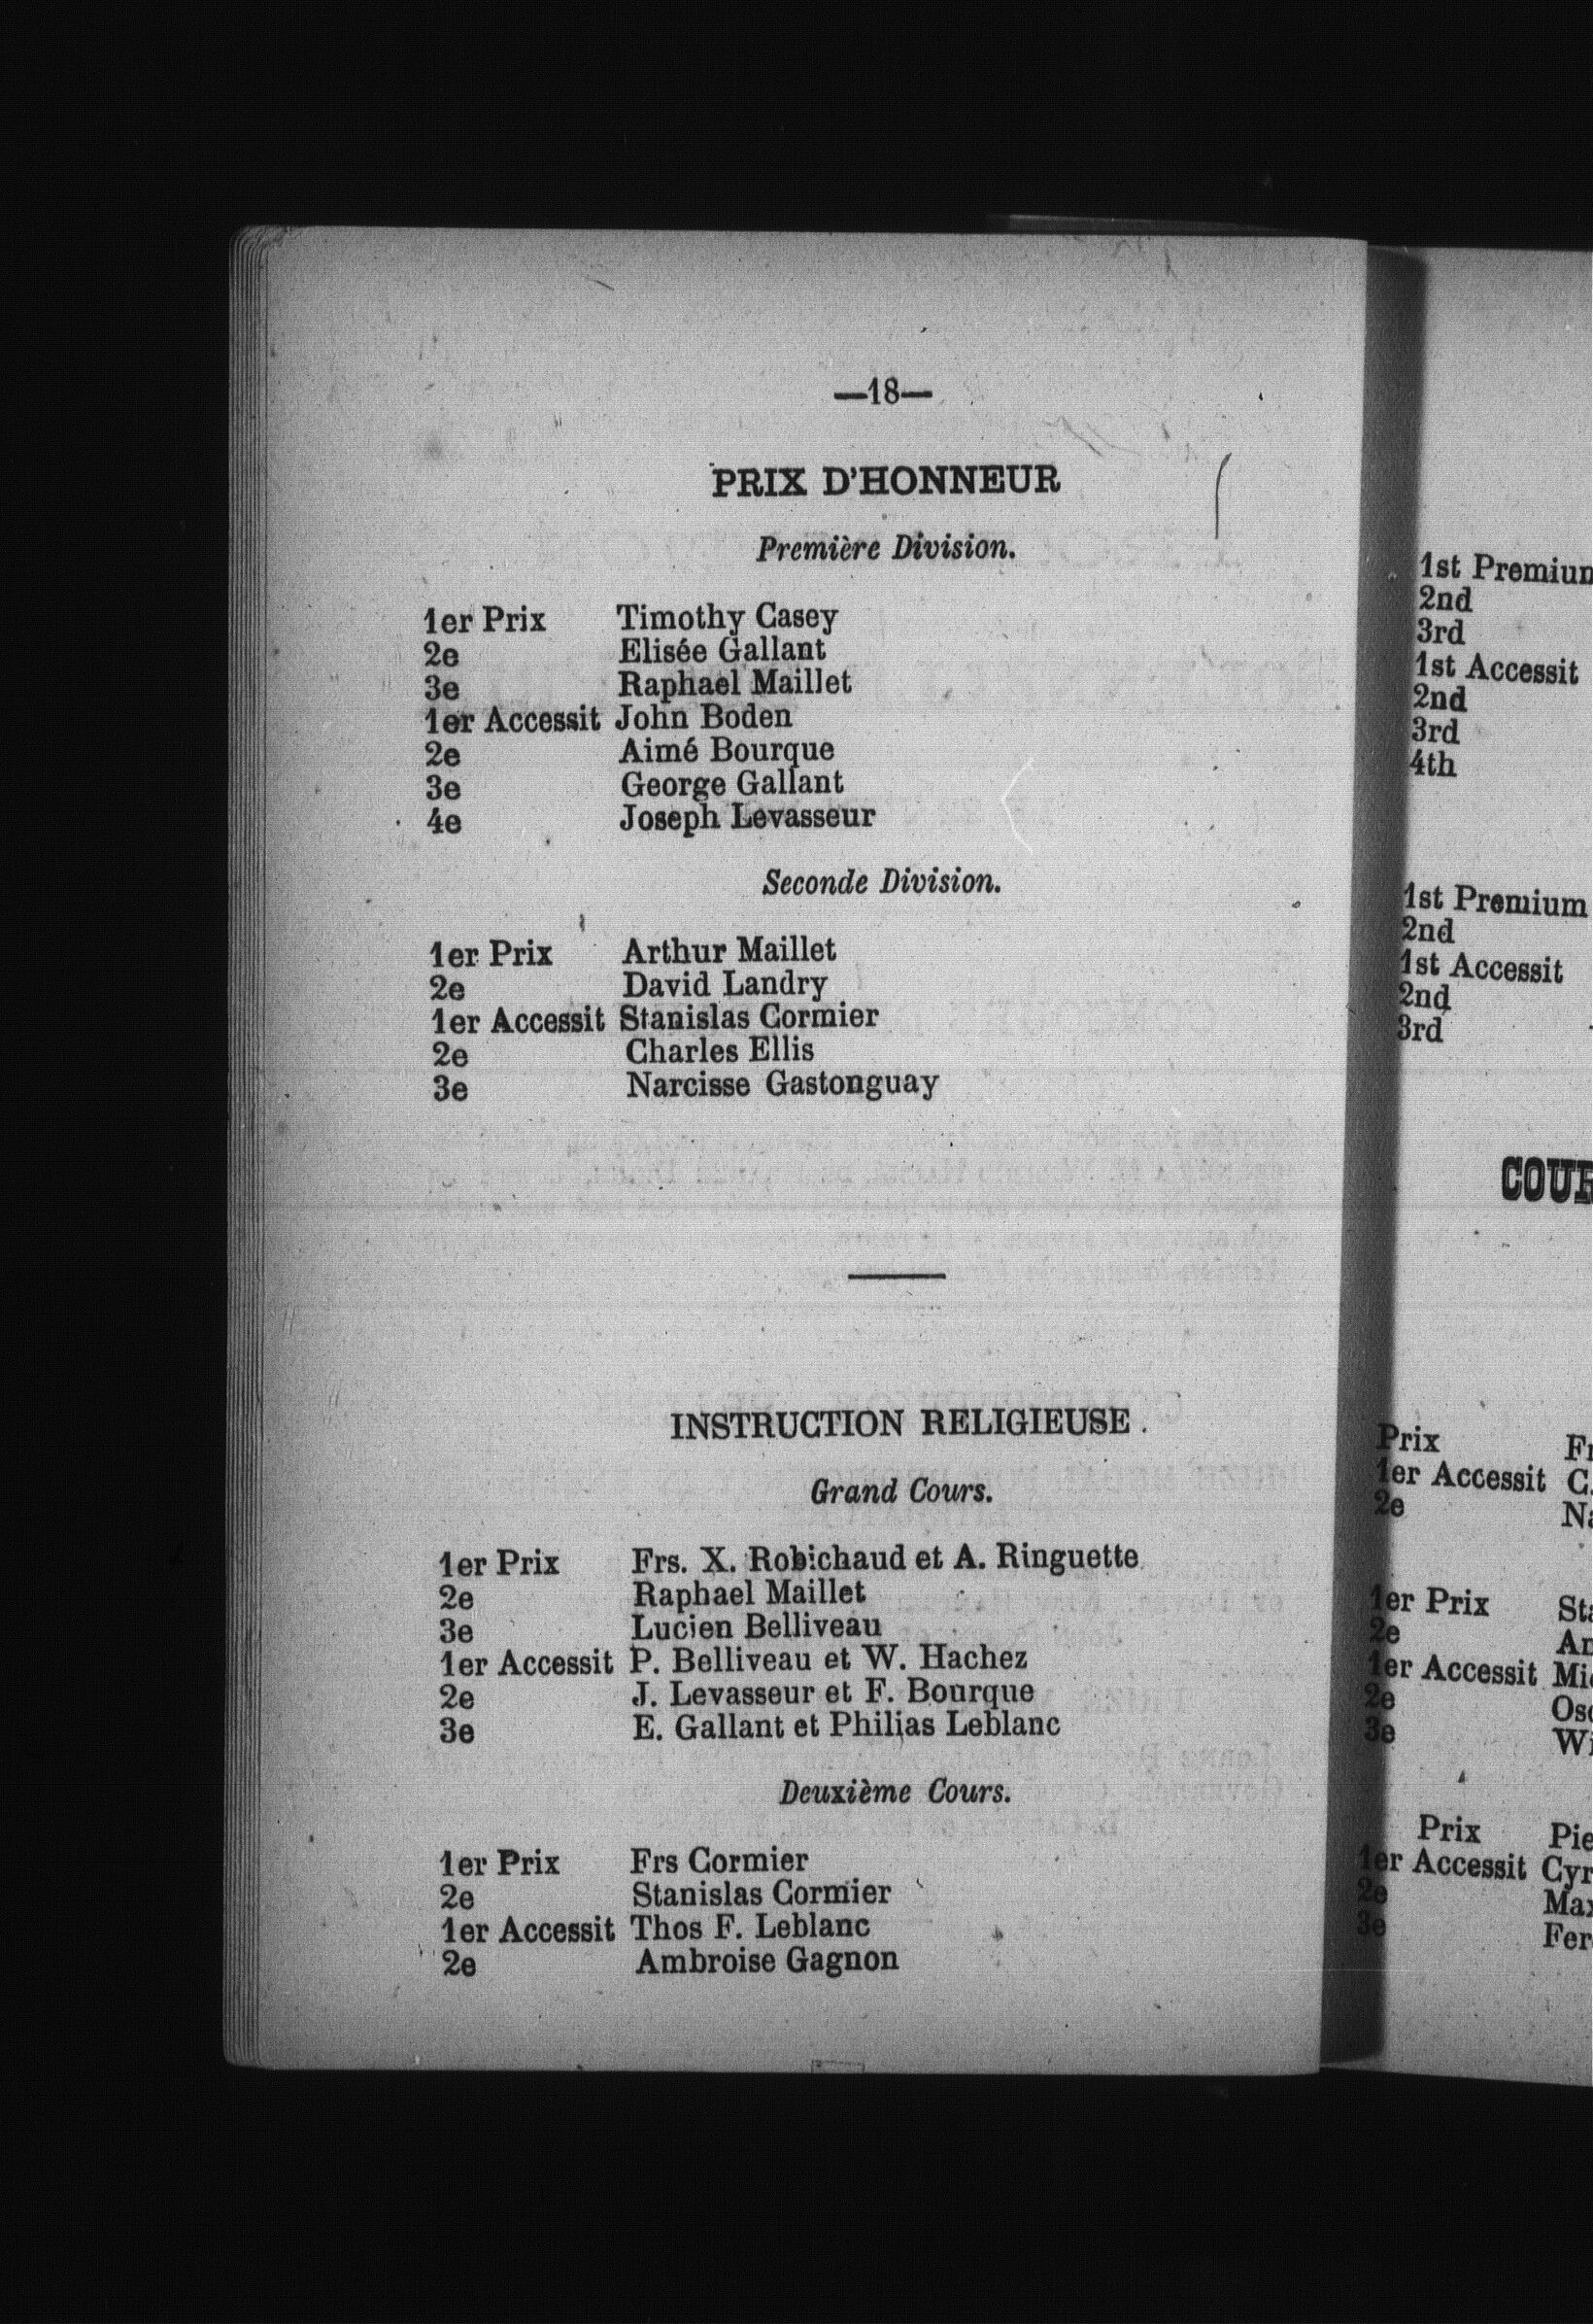 —18—
PRIX D'HONNEUR
Première Division.
1er Prix Timothy Casey
2e Elisée Gallant
3e Raphael Maillet
1er Accessit John Boden
2e Aimé Bourque
3e George Gallant
4e Joseph Levasseur
Seconde Division.
1er Prix Arthur Maillet
2e David Landry
1er Accessit Stanislas Cormier
2e Charles Ellis
3e Narcisse Gastonguay
INSTRUCTION RELIGIEUSE.
Grand Cours.
1er Prix Frs. X. Robichaud et A. Ringuette
2e Raphael Maillet
3e Lucien Belliveau
1er Accessit P. Belliveau et W. Hachez
2e J. Levasseur et F. Bourque
3e E. Gallant et Philias Leblanc
Deuxième Cours.
1er Prix Frs Cormier
2e Stanislas Cormier
1er Accessit Thos F. Leblanc
2e Ambroise Gagnon
1st
2nd
3rd
1st Accessit
2nd
3rd
4th
1st Premium
2nd
1st Accessit
2nd
3rd
Prix
1er Accessit C.
2e
1er Prix
2e
1er Accessit
2e
3e
Prix
1er Accessit
2e
3e